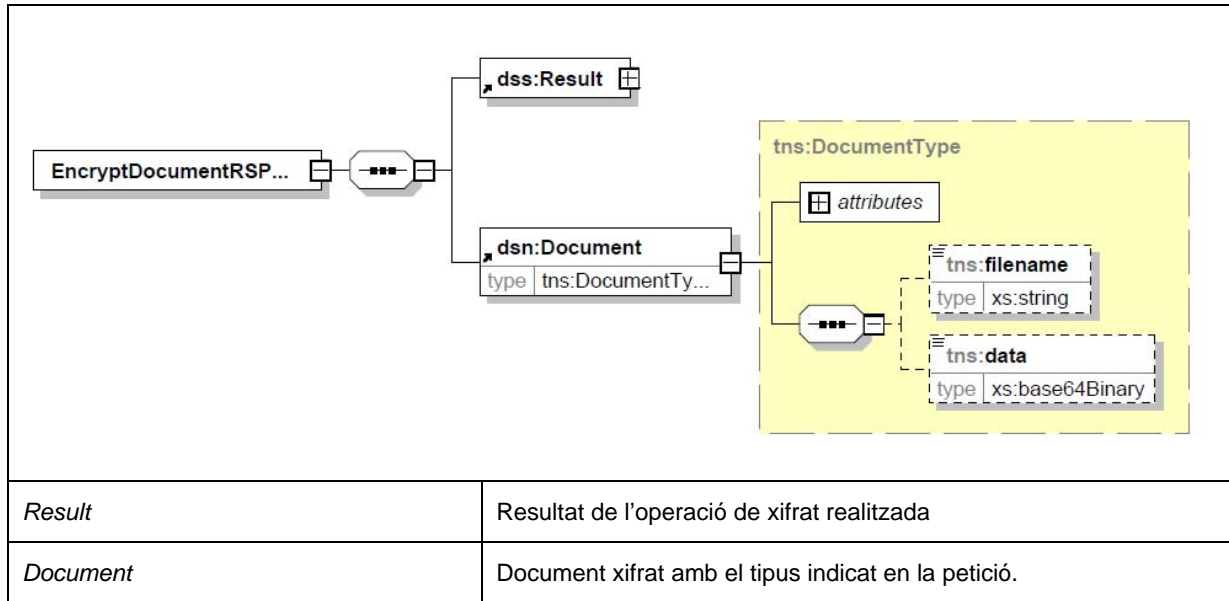 dss:Result
EncryptDocumentRSP...
dsn:Document
type tns:DocumentTy...
tns:DocumentType
attributes
tns:filename
type xs:string
tns:data
type xs:base64Binary
Result Resultat de l’operació de xifrat realitzada
Document Document xifrat amb el tipus indicat en la petició.